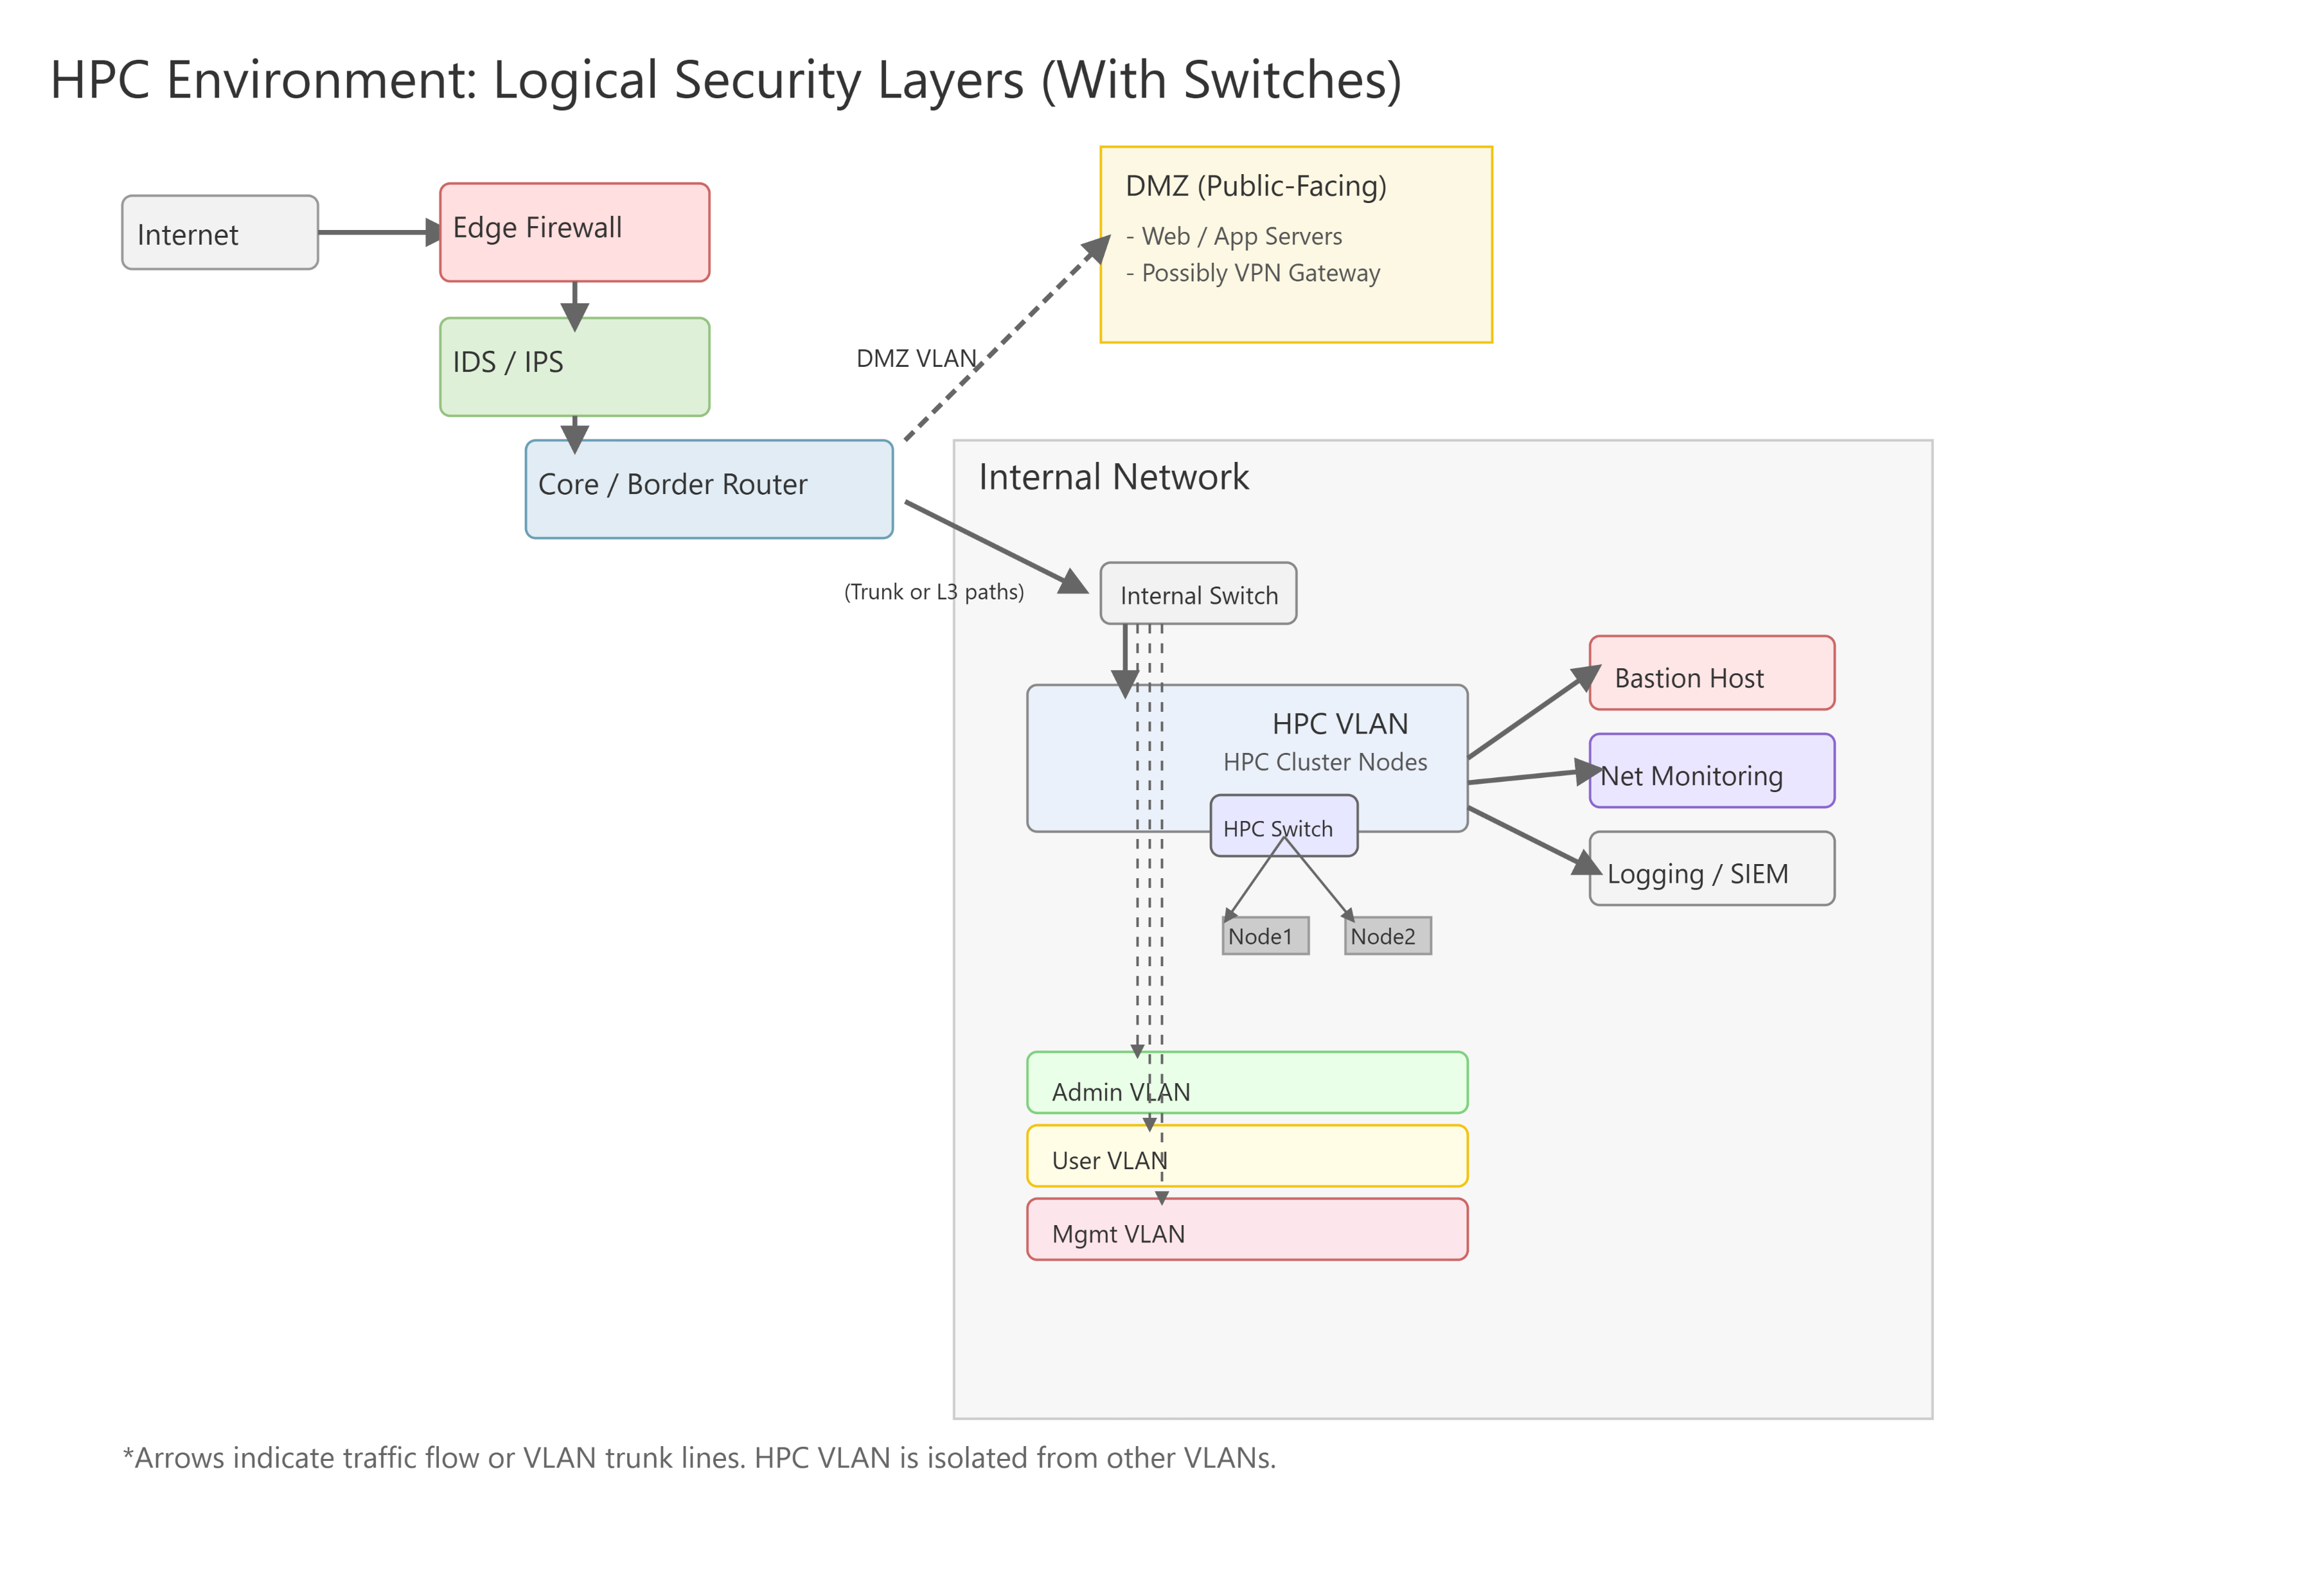 HPC Environment: Logical Security Layers (With Switches)
Internet
Edge Firewall
IDS / IPS
Core / Border Router
DMZ VLAN
DMZ (Public-Facing)
- Web / App Servers
- Possibly VPN Gateway
Internal Network
(Trunk or L3 paths)
Internal Switch
HPC VLAN
HPC Cluster Nodes
HPC Switch
Node1
Node2
Bastion Host
Net Monitoring
Logging / SIEM
Admin VLAN
User VLAN
Mgmt VLAN
*Arrows indicate traffic flow or VLAN trunk lines. HPC VLAN is isolated from other VLANs.